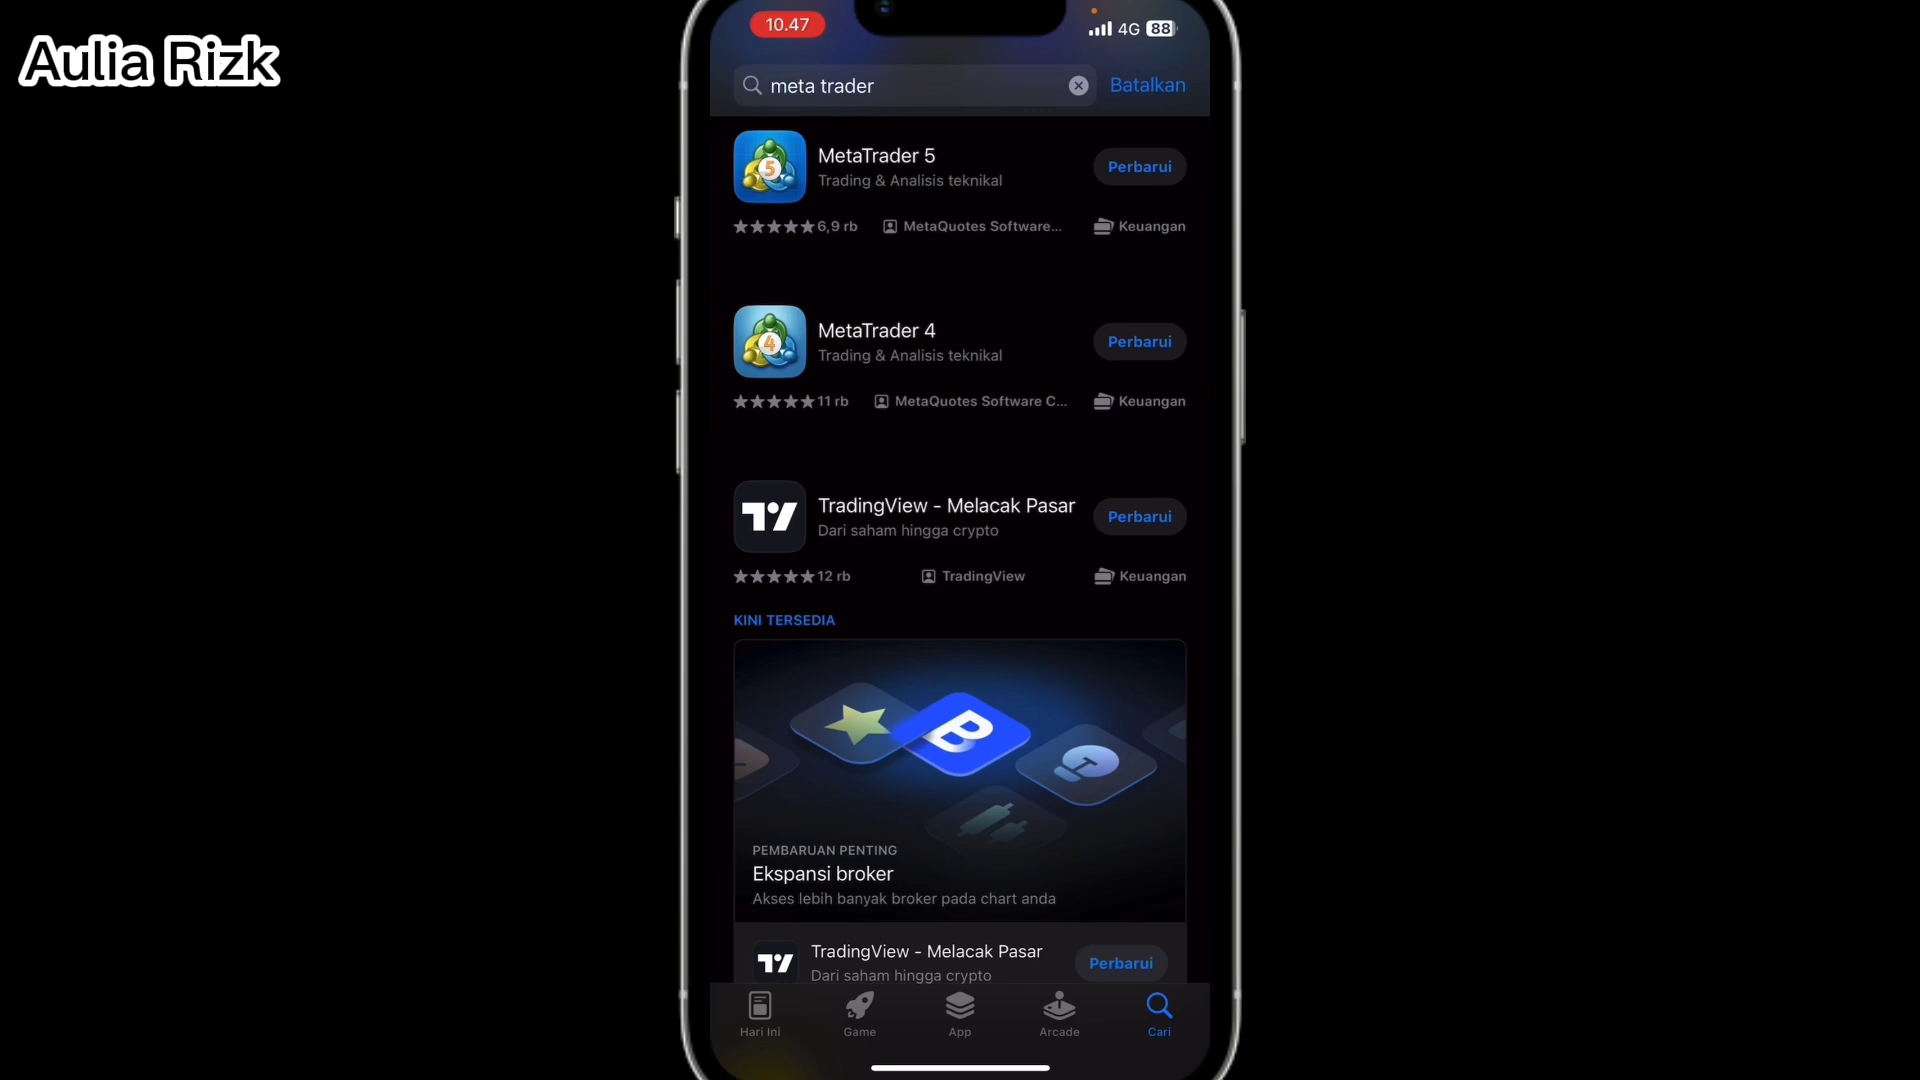 Aulia Rizk
10.47
4G 88
meta trader
Batalkan
MetaTrader 5
Trading & Analisis teknikal
Perbarui
6,9 rb
MetaQuotes Software...
Keuangan
MetaTrader 4
Trading & Analisis teknikal
Perbarui
11 rb
MetaQuotes Software C...
Keuangan
TradingView - Melacak Pasar
Dari saham hingga crypto
Perbarui
12 rb
TradingView
Keuangan
KINI TERSEDIA
PEMBARUAN PENTING
Ekspansi broker
Akses lebih banyak broker pada chart anda
TradingView - Melacak Pasar
Dari saham hingga crypto
Perbarui
Hari Ini
Game
App
Arcade
Cari